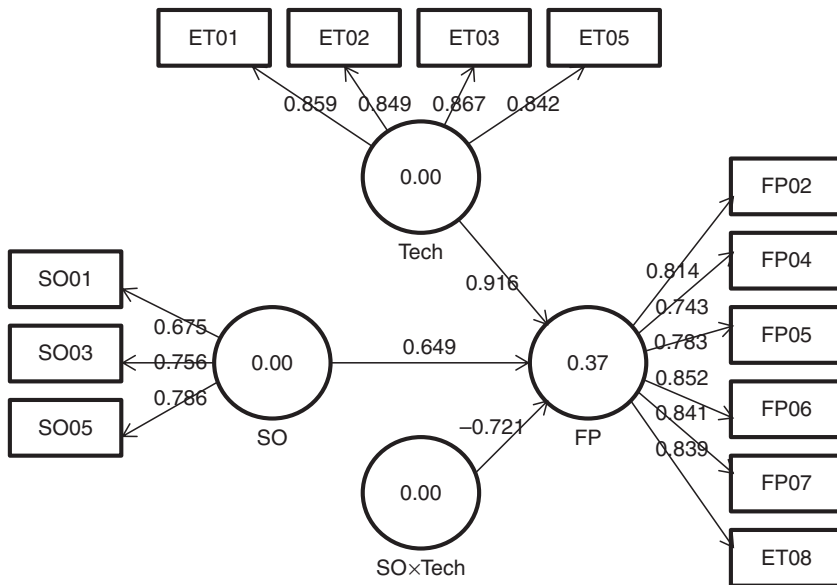 ET01 ET02 ET03 ET05
0.859 0.849 0.867 0.842
0.00
Tech
FP02
FP04
FP05
FP06
FP07
ET08
0.814
0.743
0.783
0.852
0.841
0.839
0.916
SO01
SO03
SO05
0.675
0.756
0.786
0.00
SO
0.649
0.37
FP
−0.721
0.00
SO×Tech